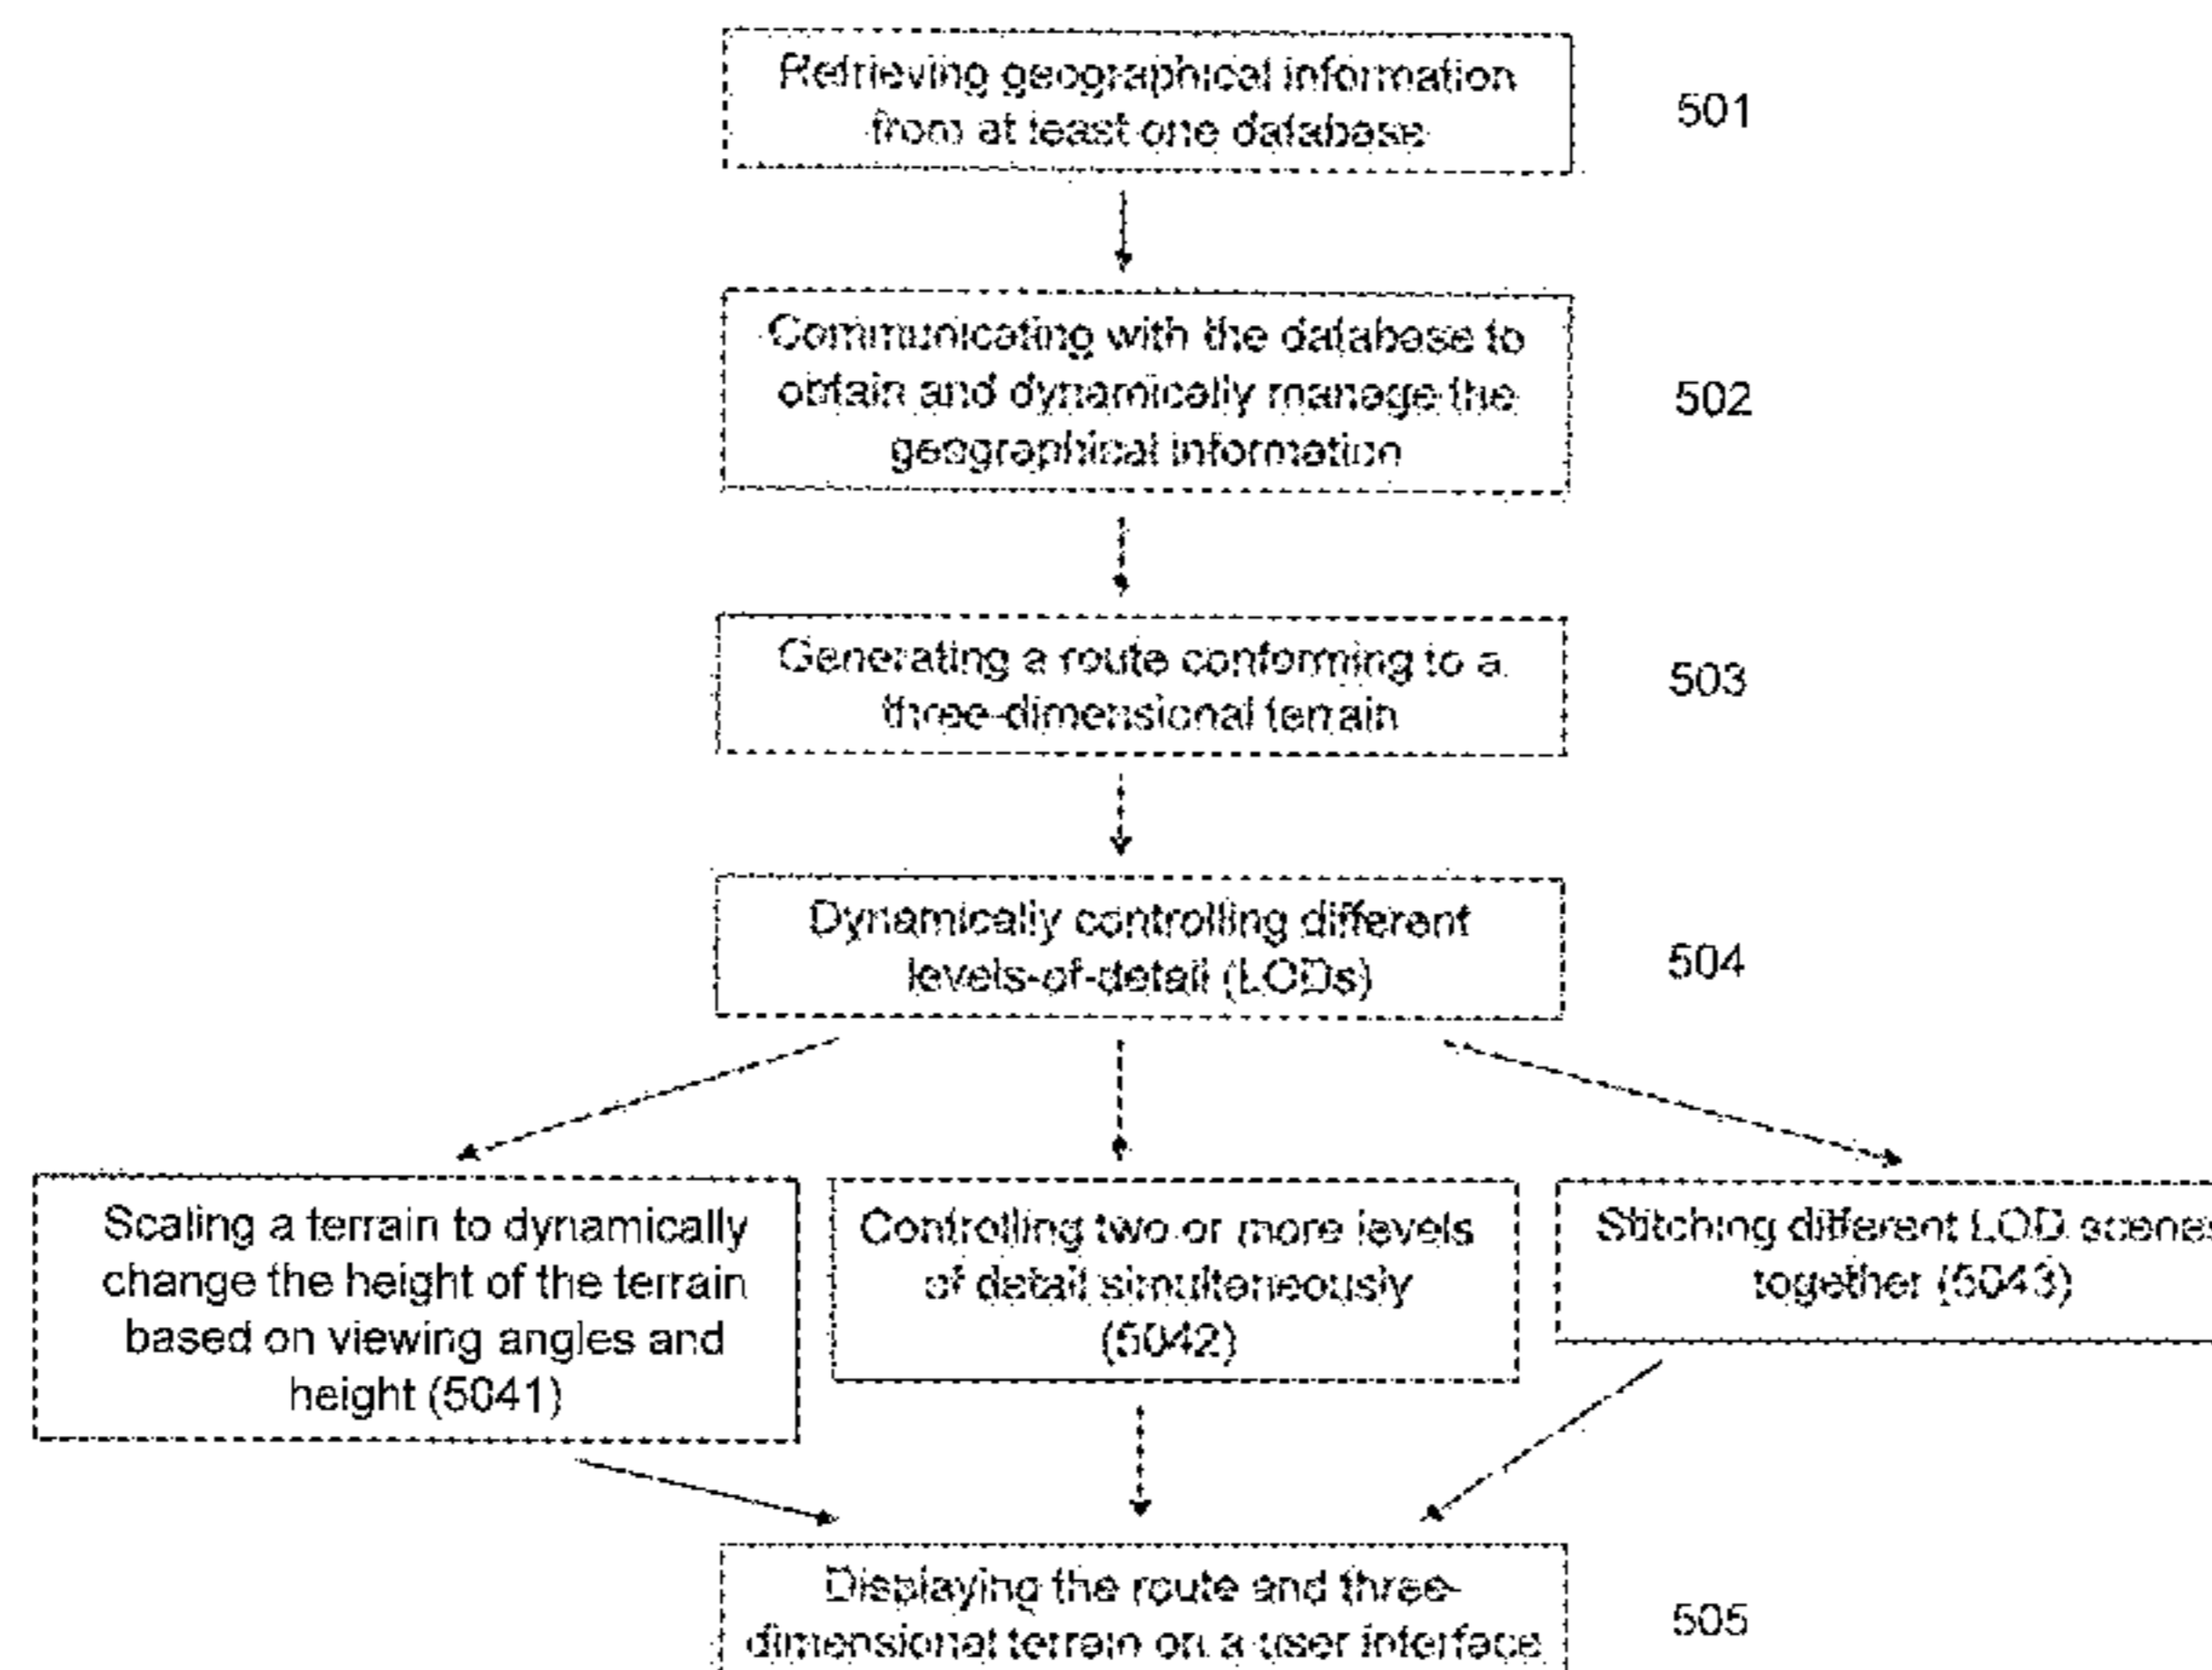 Retrieving geographical information
from at least one database
501
Communicating with the database to
obtain and dynamically manage the
geographical information
502
Generating a route conforming to a
three-dimensional terrain
503
Dynamically controlling different
levels-of-detail (LODs)
504
Scaling a terrain to dynamically
change the height of the terrain
based on viewing angles and
height (5041)
Controlling two or more levels
of detail simultaneously
(5042)
Stitching different LOD scenes
together (5043)
Displaying the route and three-
dimensional terrain on a user interface
505